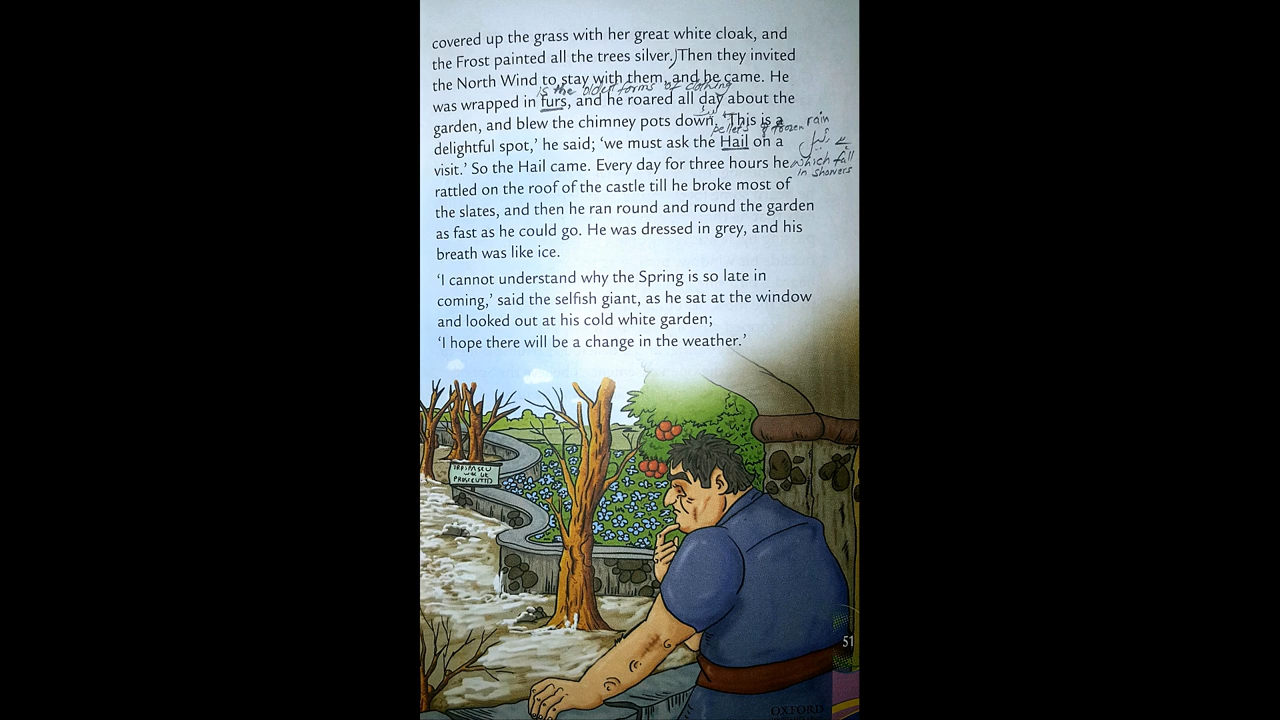 covered up the grass with her great white cloak, and
the Frost painted all the trees silver. Then they invited
the North Wind to stay with them, and he came. He
is the oldest forms of clothing
was wrapped in furs, and he roared all day about the
garden, and blew the chimney pots down. ‘This is a
pellets of frozen rain
delightful spot,’ he said; ‘we must ask the Hail on a
visit.’ So the Hail came. Every day for three hours he
which fall
in showers
rattled on the roof of the castle till he broke most of
the slates, and then he ran round and round the garden
as fast as he could go. He was dressed in grey, and his
breath was like ice.
‘I cannot understand why the Spring is so late in
coming,’ said the selfish giant, as he sat at the window
and looked out at his cold white garden;
‘I hope there will be a change in the weather.’
PROSECUTED
51
OXFORD